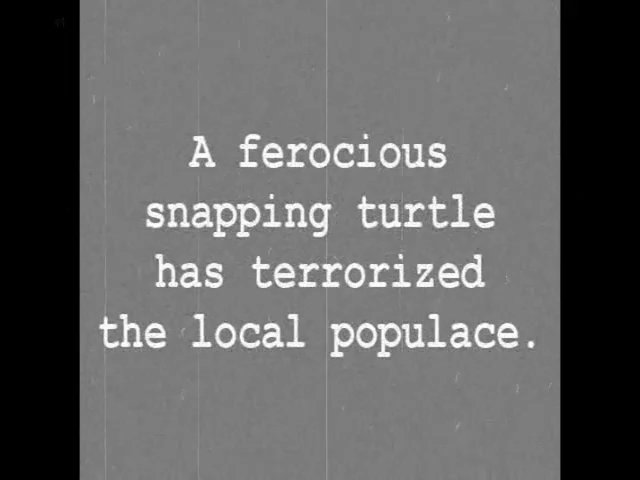 A ferocious
snapping turtle
has terrorized
the local populace.